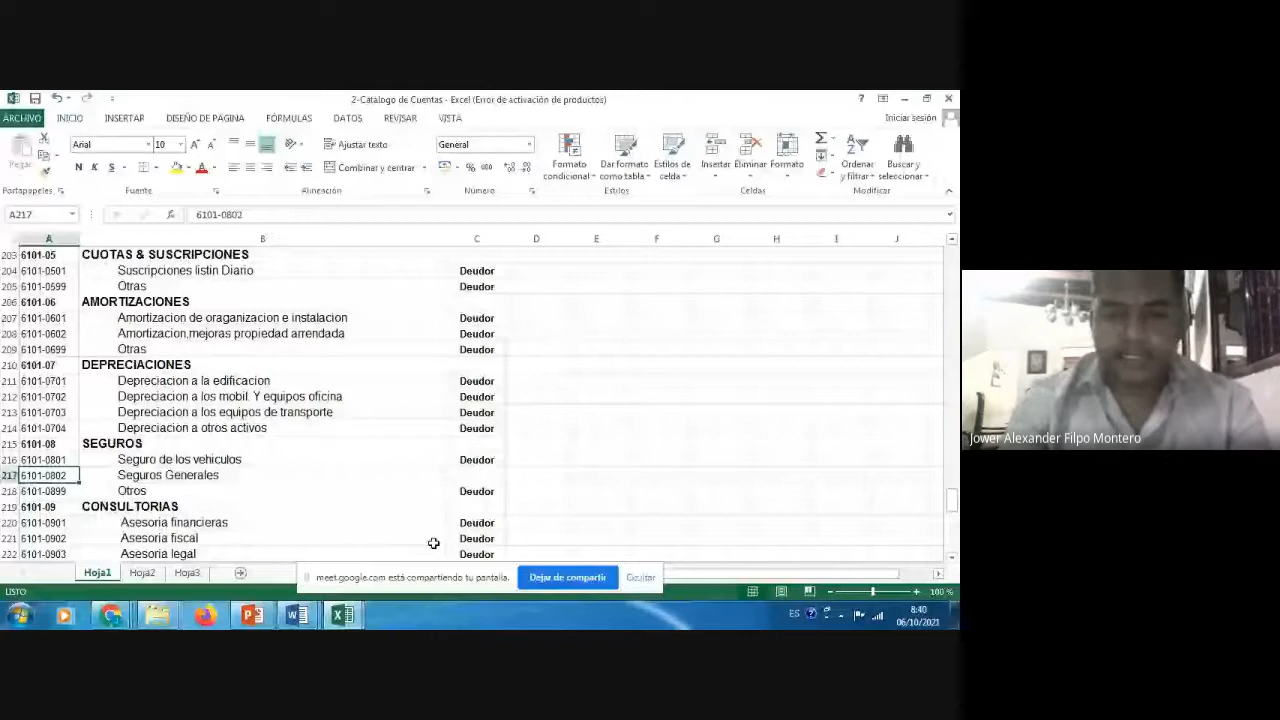 2-Catalogo de Cuentas - Excel (Error de activación de productos)
ARCHIVO INICIO INSERTAR DISEÑO DE PÁGINA FÓRMULAS DATOS REVISAR VISTA Iniciar sesión
Pegar
Arial 10
N K S
Ajustar texto
Combinar y centrar
General
% 000
Formato condicional
Dar formato como tabla
Estilos de celda
Insertar Eliminar Formato
Ordenar y filtrar
Buscar y seleccionar
Portapapeles Fuente Alineación Número Estilos Celdas Modificar
A217 fx 6101-0802
A B C D E F G H I J
203 6101-05 CUOTAS & SUSCRIPCIONES
204 6101-0501 Suscripciones listin Diario Deudor
205 6101-0599 Otras Deudor
206 6101-06 AMORTIZACIONES
207 6101-0601 Amortizacion de oraganizacion e instalacion Deudor
208 6101-0602 Amortizacion,mejoras propiedad arrendada Deudor
209 6101-0699 Otras Deudor
210 6101-07 DEPRECIACIONES
211 6101-0701 Depreciacion a la edificacion Deudor
212 6101-0702 Depreciacion a los mobil. Y equipos oficina Deudor
213 6101-0703 Depreciacion a los equipos de transporte Deudor
214 6101-0704 Depreciacion a otros activos Deudor
215 6101-08 SEGUROS
216 6101-0801 Seguro de los vehiculos Deudor
217 6101-0802 Seguros Generales
218 6101-0899 Otros Deudor
219 6101-09 CONSULTORIAS
220 6101-0901 Asesoria financieras Deudor
221 6101-0902 Asesoria fiscal Deudor
222 6101-0903 Asesoria legal Deudor
Hoja1 Hoja2 Hoja3
meet.google.com está compartiendo tu pantalla. Dejar de compartir Ocultar
LISTO 100 %
ES 8:40
06/10/2021
Jower Alexander Filpo Montero